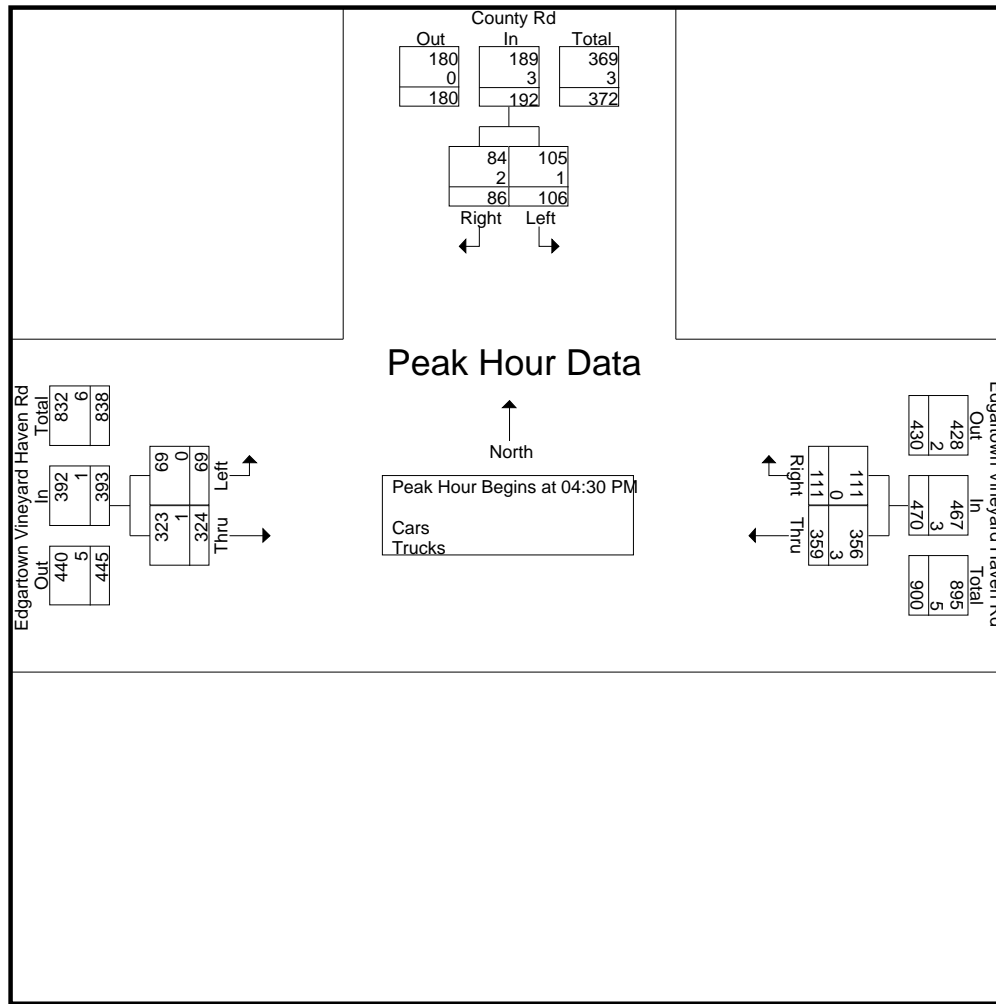 County Rd
Out In Total
180 189 369
0 3 3
180 192 372
84 105
2 1
86 106
Right Left
Peak Hour Data
North
Peak Hour Begins at 04:30 PM
Cars
Trucks
Edgartown Vineyard Haven Rd
Out In Total
440 392 832
5 1 6
445 393 838
Left Thru
69 323
0 1
69 324
Edgartown Vineyard Haven Rd
Out In Total
428 467 895
2 3 5
430 470 900
Right Thru
111 356
0 3
111 359